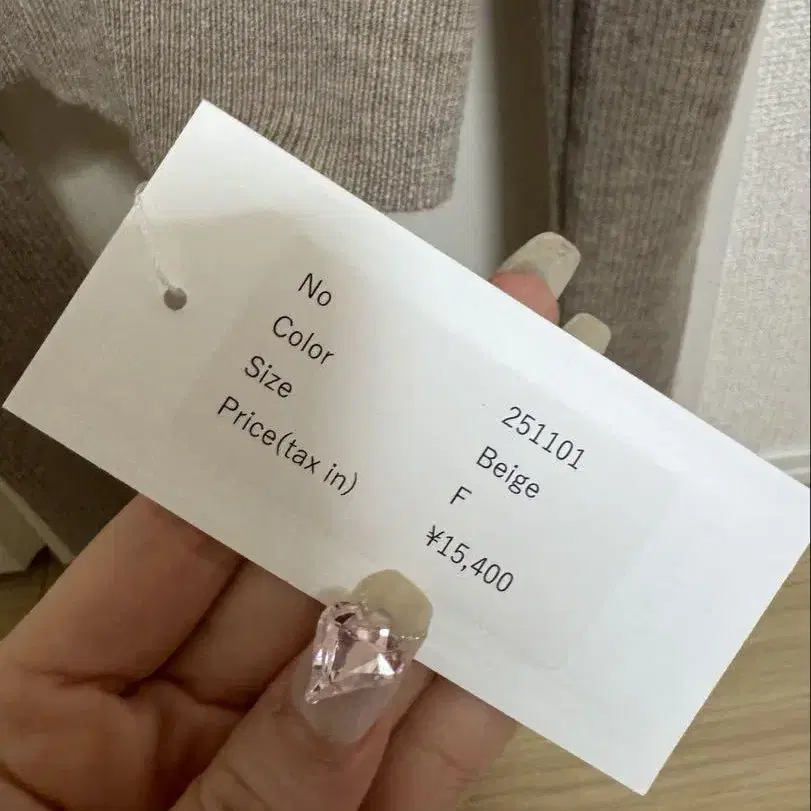 No 251101
Color Beige
Size F
Price(tax in) ¥15,400